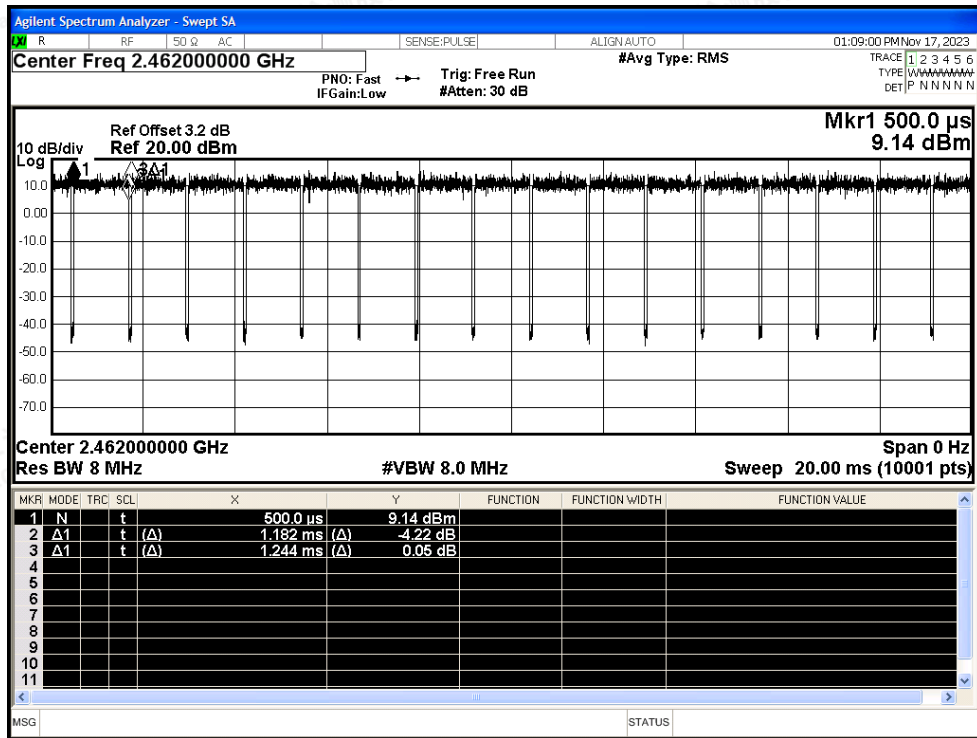 Agilent Spectrum Analyzer - Swept SA
LXI R RF 50 Ω AC SENSE:PULSE ALIGN AUTO 01:09:00 PM Nov 17, 2023
Center Freq 2.462000000 GHz
#Avg Type: RMS
TRACE 1 2 3 4 5 6
PNO: Fast Trig: Free Run
TYPE W
IFGain:Low #Atten: 30 dB
DET P N N N N N
Mkr1 500.0 µs
Ref Offset 3.2 dB
10 dB/div Ref 20.00 dBm
9.14 dBm
Log
1
3Δ1
10.0
0.00
-10.0
-20.0
-30.0
-40.0
-50.0
-60.0
-70.0
Center 2.462000000 GHz Span 0 Hz
Res BW 8 MHz #VBW 8.0 MHz Sweep 20.00 ms (10001 pts)
MKR MODE TRC SCL X Y FUNCTION FUNCTION WIDTH FUNCTION VALUE
1 N t 500.0 µs 9.14 dBm
2 Δ1 t (Δ) 1.182 ms (Δ) -4.22 dB
3 Δ1 t (Δ) 1.244 ms (Δ) 0.05 dB
4
5
6
7
8
9
10
11
MSG STATUS